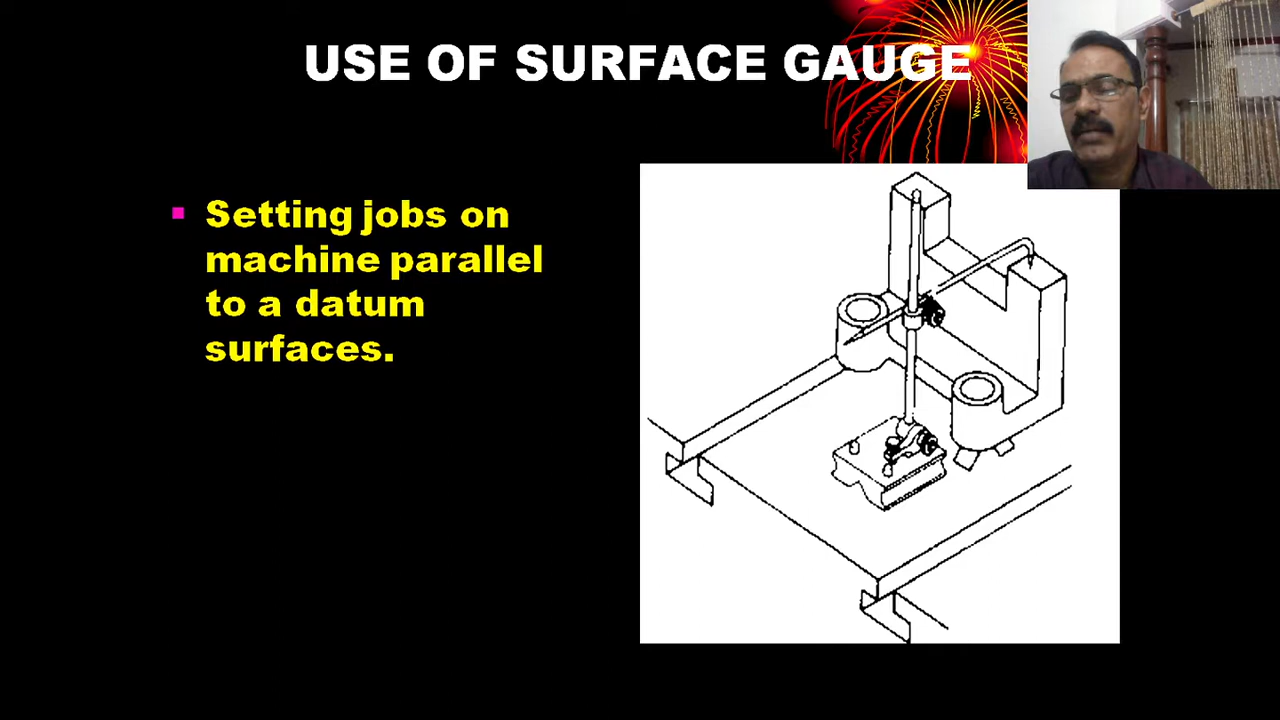 USE OF SURFACE GAUGE
Setting jobs on
machine parallel
to a datum
surfaces.